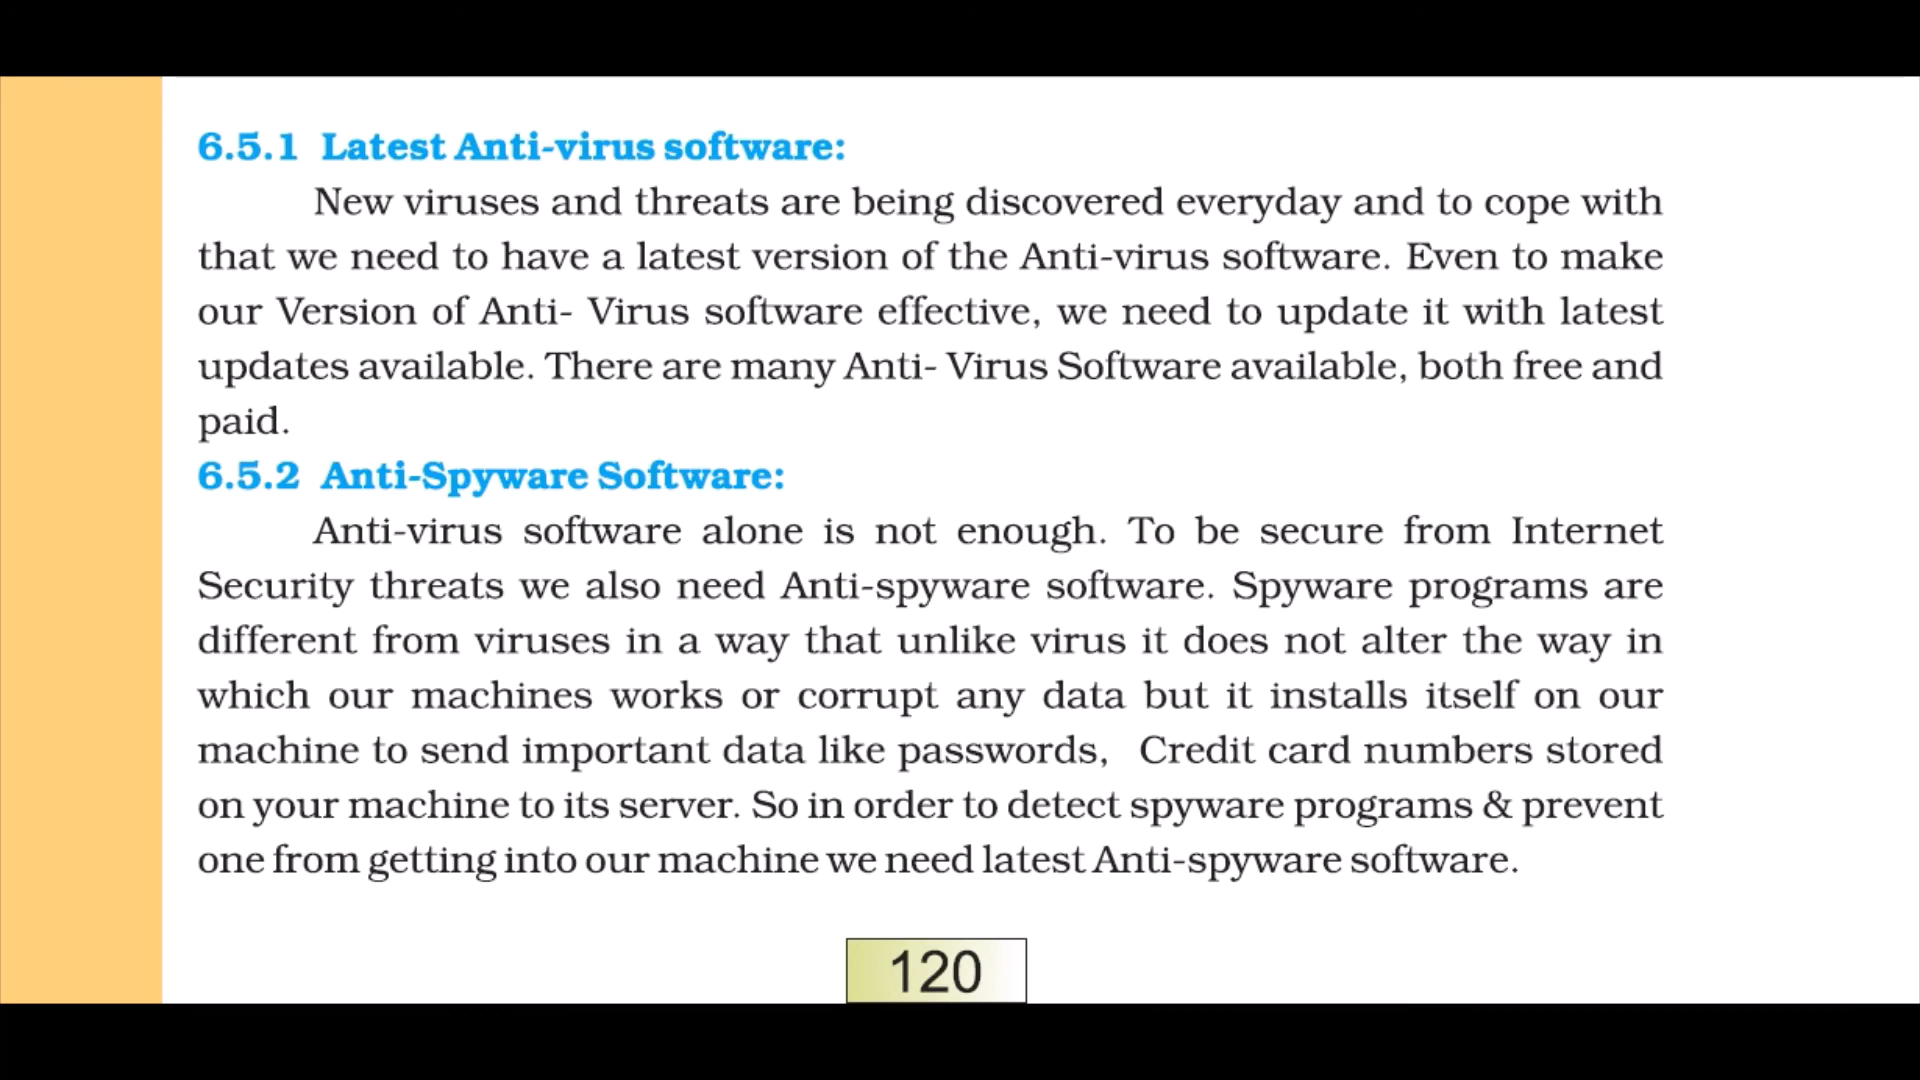 6.5.1 Latest Anti-virus software:
New viruses and threats are being discovered everyday and to cope with
that we need to have a latest version of the Anti-virus software. Even to make
our Version of Anti- Virus software effective, we need to update it with latest
updates available. There are many Anti- Virus Software available, both free and
paid.
6.5.2 Anti-Spyware Software:
Anti-virus software alone is not enough. To be secure from Internet
Security threats we also need Anti-spyware software. Spyware programs are
different from viruses in a way that unlike virus it does not alter the way in
which our machines works or corrupt any data but it installs itself on our
machine to send important data like passwords, Credit card numbers stored
on your machine to its server. So in order to detect spyware programs & prevent
one from getting into our machine we need latest Anti-spyware software.
120